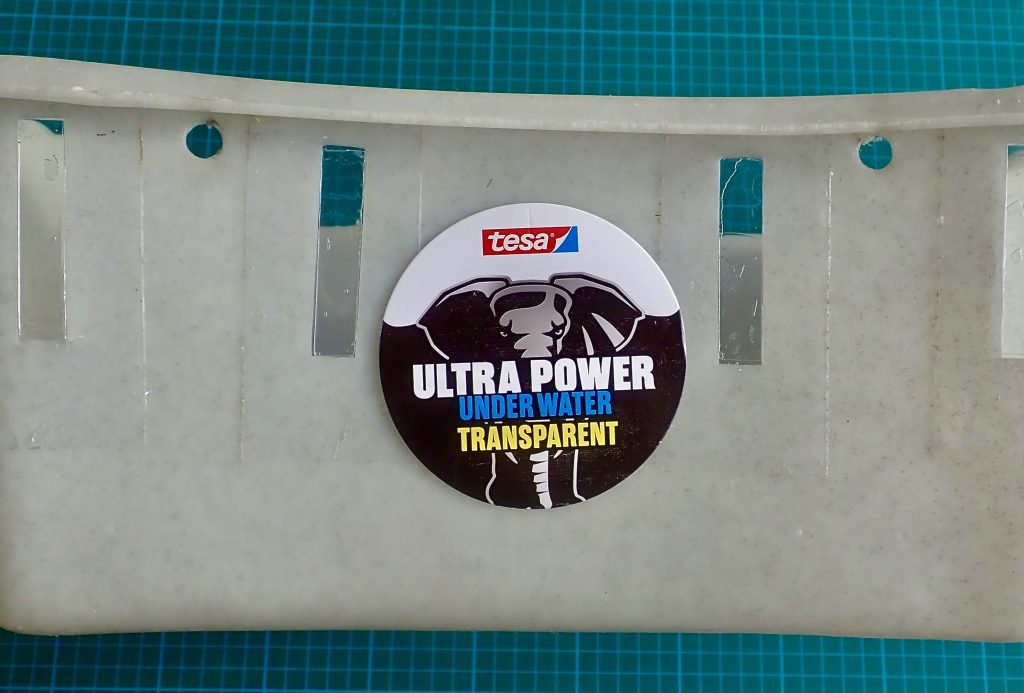 tesa®
ULTRA POWER
UNDER WATER
TRANSPARENT